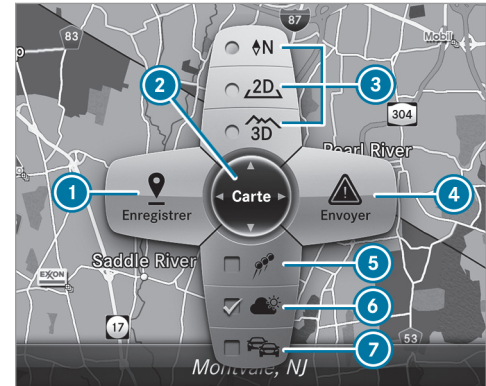 87
83
N
Mobil
2
2D
3
304
3D
Pearl River
1
Carte
4
Enregistrer
Envoyer
Saddle River
5
EXON
6
17
53
7
Montvale, NJ